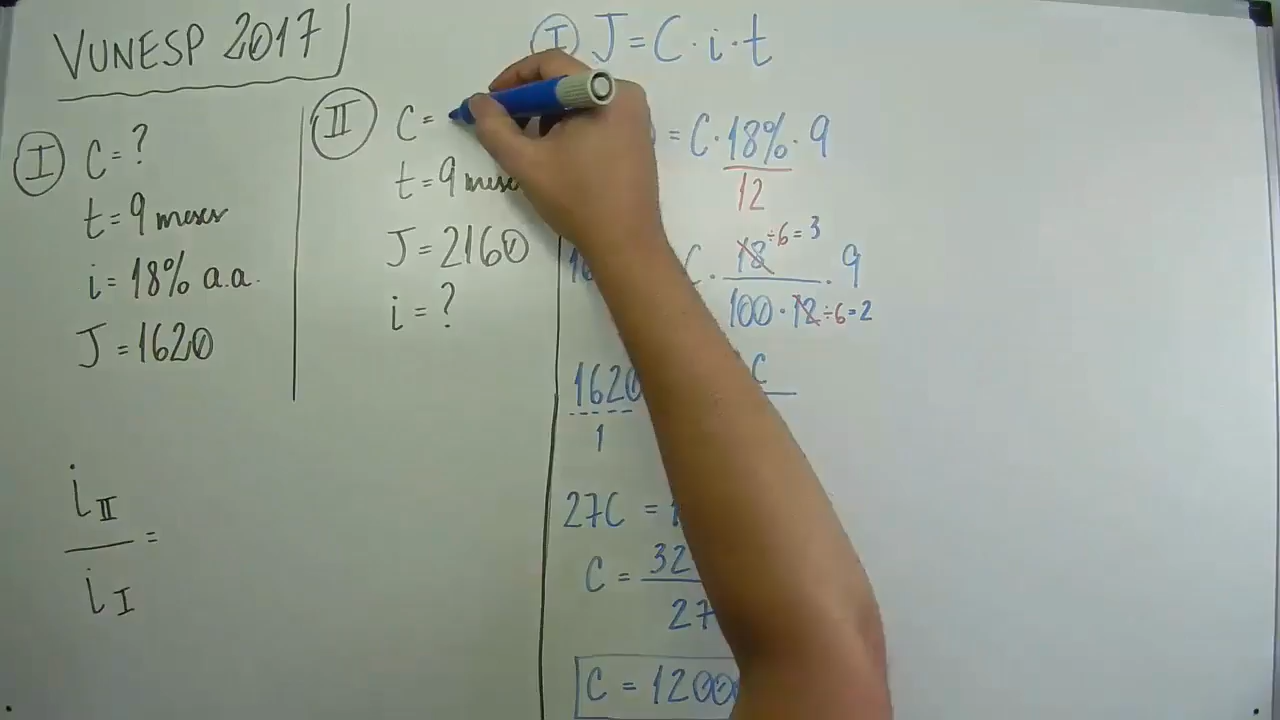 VUNESP 2017
I
C = ?
t = 9 meses
i = 18% a.a.
J = 1620
II
C =
t = 9 mese
J = 2160
i = ?
i II
i I
=
I J = C · i · t
= C · 18% · 9
12
C · 18 ÷6=3 · 9
100 · 12 ÷6=2
1620
1
C
27C =
C = 32
27
C = 1200